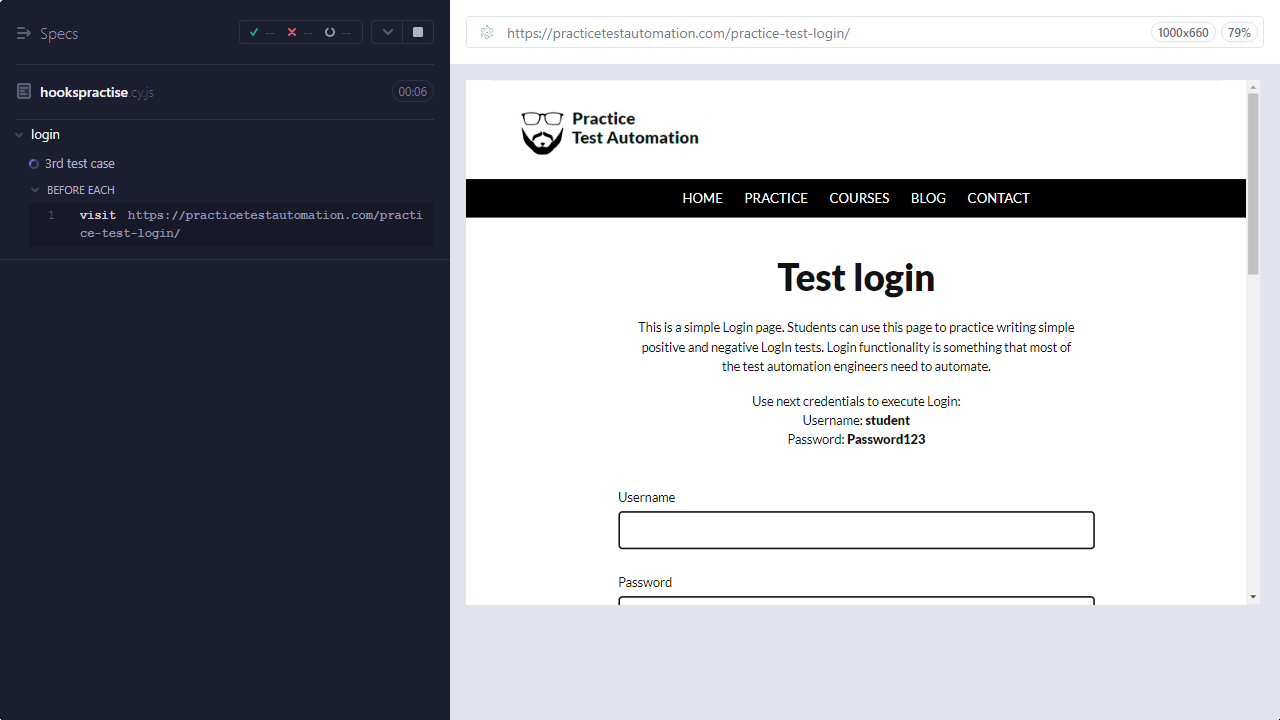 Specs
-- -- --
hookspractise.cy.js
00:06
login
3rd test case
BEFORE EACH
1 visit https://practicetestautomation.com/practi
ce-test-login/
https://practicetestautomation.com/practice-test-login/
1000x660
79%
Practice
Test Automation
HOME PRACTICE COURSES BLOG CONTACT
Test login
This is a simple Login page. Students can use this page to practice writing simple
positive and negative LogIn tests. Login functionality is something that most of
the test automation engineers need to automate.
Use next credentials to execute Login:
Username: student
Password: Password123
Username
Password